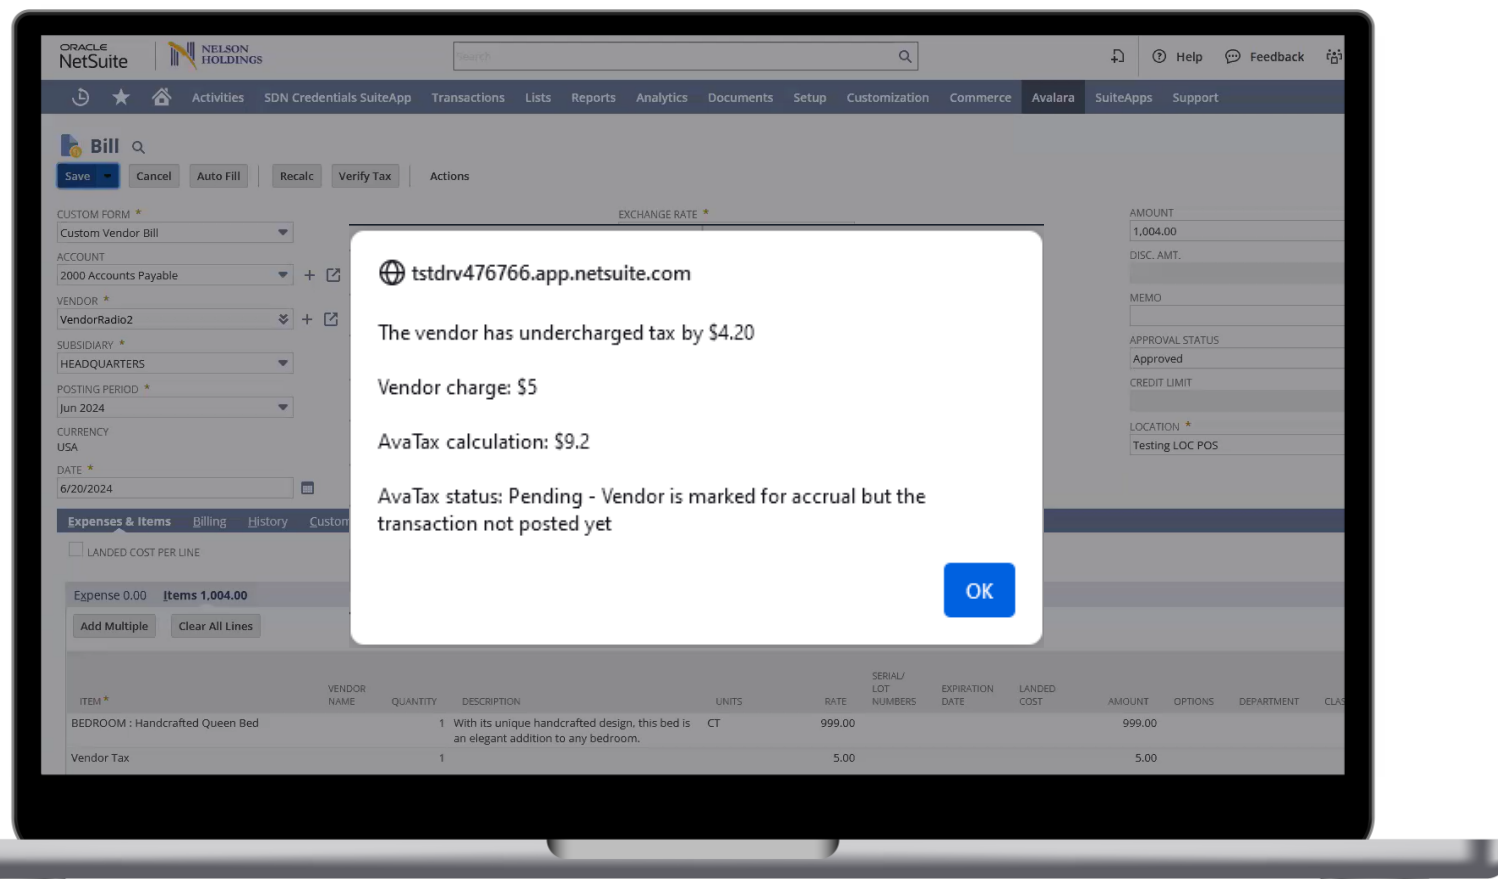 ORACLE
NetSuite
NELSON
HOLDINGS
Search
Help
Feedback
Activities SDN Credentials SuiteApp Transactions Lists Reports Analytics Documents Setup Customization Commerce Avalara SuiteApps Support
Bill
Save Cancel Auto Fill Recalc Verify Tax Actions
CUSTOM FORM *
Custom Vendor Bill
ACCOUNT
2000 Accounts Payable
VENDOR *
VendorRadio2
SUBSIDIARY *
HEADQUARTERS
POSTING PERIOD *
Jun 2024
CURRENCY
USA
DATE *
6/20/2024
EXCHANGE RATE *
AMOUNT
1,004.00
DISC. AMT.
MEMO
APPROVAL STATUS
Approved
CREDIT LIMIT
LOCATION *
Testing LOC POS
tstdrv476766.app.netsuite.com
The vendor has undercharged tax by $4.20
Vendor charge: $5
AvaTax calculation: $9.2
AvaTax status: Pending - Vendor is marked for accrual but the
transaction not posted yet
OK
Expenses & Items Billing History Custom
LANDED COST PER LINE
Expense 0.00 Items 1,004.00
Add Multiple Clear All Lines
ITEM * VENDOR NAME QUANTITY DESCRIPTION UNITS RATE SERIAL/ LOT NUMBERS EXPIRATION DATE LANDED COST AMOUNT OPTIONS DEPARTMENT CLAS
BEDROOM : Handcrafted Queen Bed 1 With its unique handcrafted design, this bed is CT 999.00 999.00
an elegant addition to any bedroom.
Vendor Tax 1 5.00 5.00